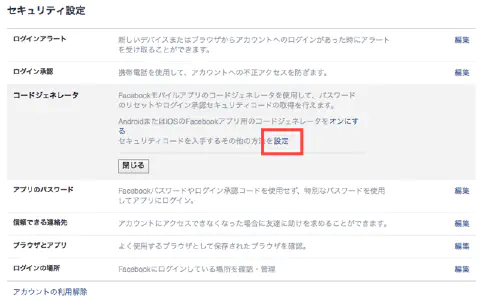 セキュリティ設定
ログインアラート
新しいデバイスまたはブラウザからアカウントへのログインがあった時にアラート
を受け取ることができます。
編集
ログイン承認
携帯電話を使用して、アカウントへの不正アクセスを防ぎます。
編集
コードジェネレータ
Facebookモバイルアプリのコードジェネレータを使用して、パスワード
のリセットやログイン承認セキュリティコードの取得を行えます。
AndroidまたはiOSのFacebookアプリ用のコードジェネレータをオンにす
る
セキュリティコードを入手するその他の方法を設定
閉じる
アプリのパスワード
Facebookパスワードやログイン承認コードを使用せず、特別なパスワードを使用
してアプリにログイン。
編集
信頼できる連絡先
アカウントにアクセスできなくなった場合に友達に助けを求めることができます。
編集
ブラウザとアプリ
よく使用するブラウザとして保存されたブラウザを確認。
編集
ログインの場所
Facebookにログインしている場所を確認・管理
編集
アカウントの利用解除